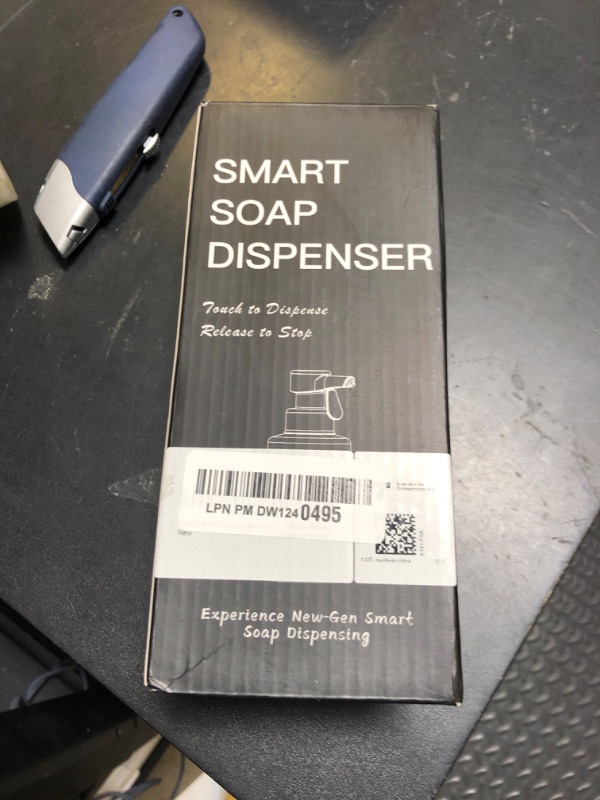 SMART
SOAP
DISPENSER
Touch to Dispense
Release to Stop
LPN PM DW1240495
New
Experience New-Gen Smart
Soap Dispensing